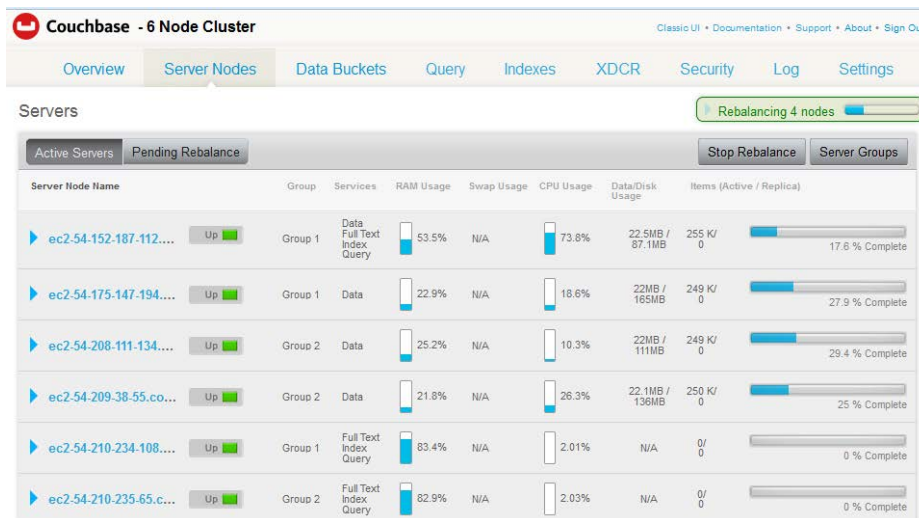 Couchbase - 6 Node Cluster
Classic UI • Documentation • Support • About • Sign Ou
Overview Server Nodes Data Buckets Query Indexes XDCR Security Log Settings
Servers
Rebalancing 4 nodes
Active Servers Pending Rebalance Stop Rebalance Server Groups
Server Node Name Group Services RAM Usage Swap Usage CPU Usage Data/Disk Usage Items (Active / Replica)
ec2-54-152-187-112.... Up Group 1 Data Full Text Index Query 53.5% N/A 73.8% 22.5MB / 87.1MB 255 K/ 0 17.6 % Complete
ec2-54-175-147-194.... Up Group 1 Data 22.9% N/A 18.6% 22MB / 165MB 249 K/ 0 27.9 % Complete
ec2-54-208-111-134.... Up Group 2 Data 25.2% N/A 10.3% 22MB / 111MB 249 K/ 0 29.4 % Complete
ec2-54-209-38-55.co... Up Group 2 Data 21.8% N/A 26.3% 22.1MB / 136MB 250 K/ 0 25 % Complete
ec2-54-210-234-108.... Up Group 1 Full Text Index Query 83.4% N/A 2.01% N/A 0/ 0 0 % Complete
ec2-54-210-235-65.c... Up Group 2 Full Text Index Query 82.9% N/A 2.03% N/A 0/ 0 0 % Complete